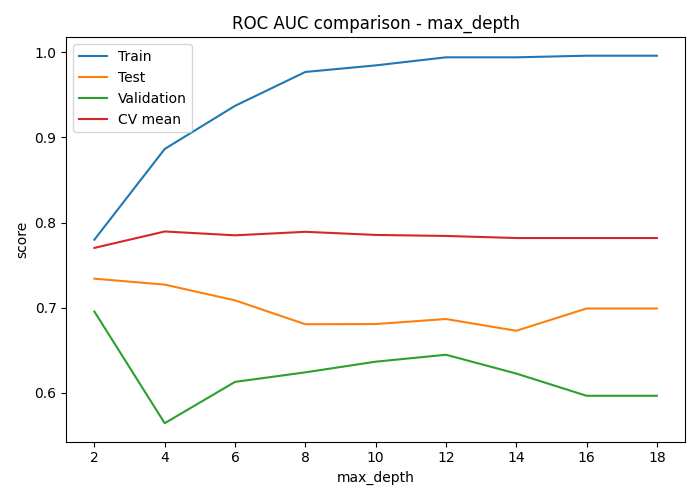 ROC AUC comparison - max_depth
Train
Test
Validation
CV mean
1.0
0.9
0.8
0.7
0.6
score
2 4 6 8 10 12 14 16 18
max_depth